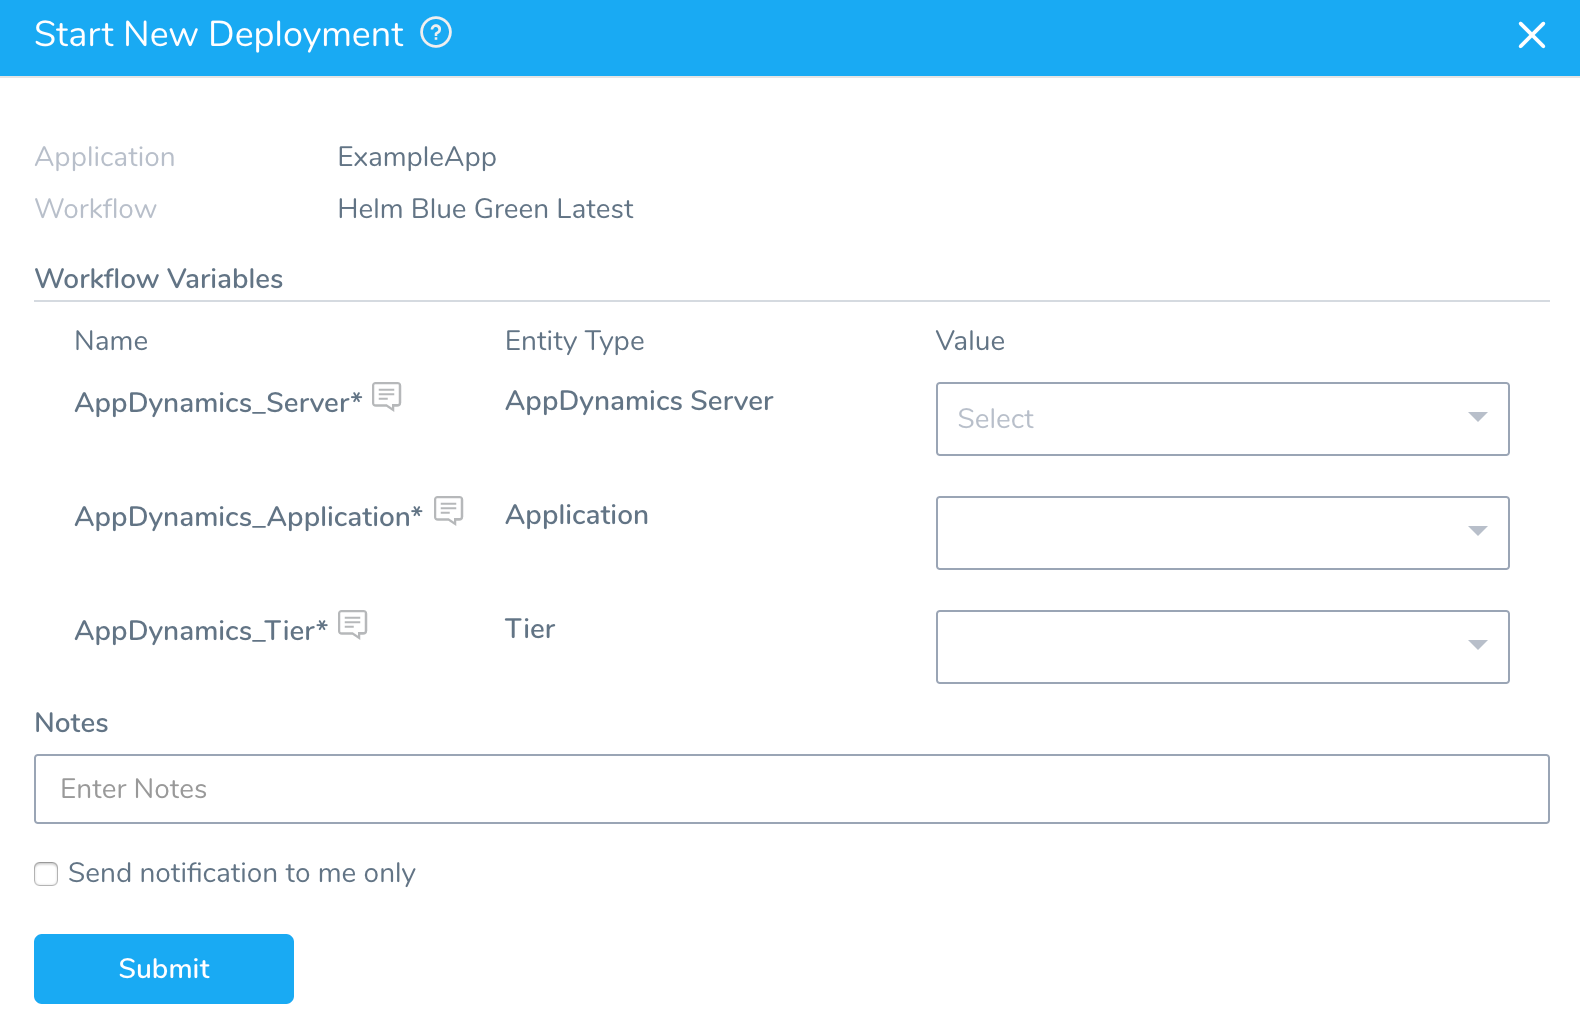 Start New Deployment ?
Application ExampleApp
Workflow Helm Blue Green Latest
Workflow Variables
Name Entity Type Value
AppDynamics_Server* AppDynamics Server Select
AppDynamics_Application* Application
AppDynamics_Tier* Tier
Notes
Enter Notes
Send notification to me only
Submit